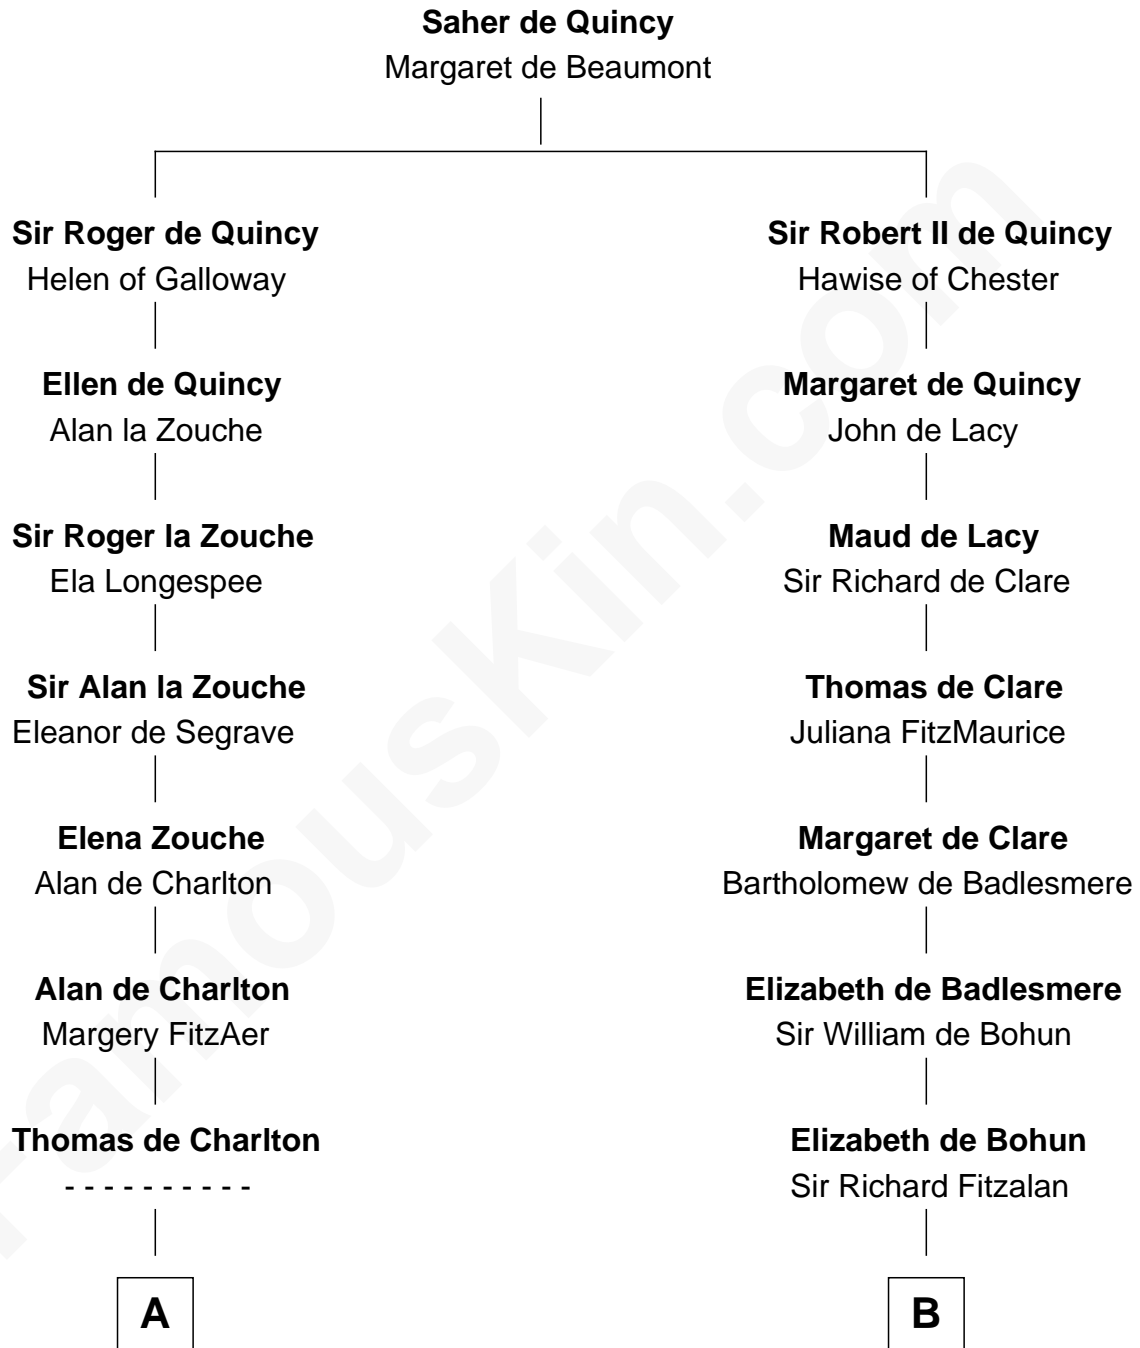 Saher de Quincy
Margaret de Beaumont
Sir Roger de Quincy
Helen of Galloway
Sir Robert II de Quincy
Hawise of Chester
Ellen de Quincy
Alan la Zouche
Margaret de Quincy
John de Lacy
Sir Roger la Zouche
Ela Longespee
Maud de Lacy
Sir Richard de Clare
Sir Alan la Zouche
Eleanor de Segrave
Thomas de Clare
Juliana FitzMaurice
Elena Zouche
Alan de Charlton
Margaret de Clare
Bartholomew de Badlesmere
Alan de Charlton
Margery FitzAer
Elizabeth de Badlesmere
Sir William de Bohun
Thomas de Charlton
- - - - - - - - - -
Elizabeth de Bohun
Sir Richard Fitzalan
A
B
FamousKin.com